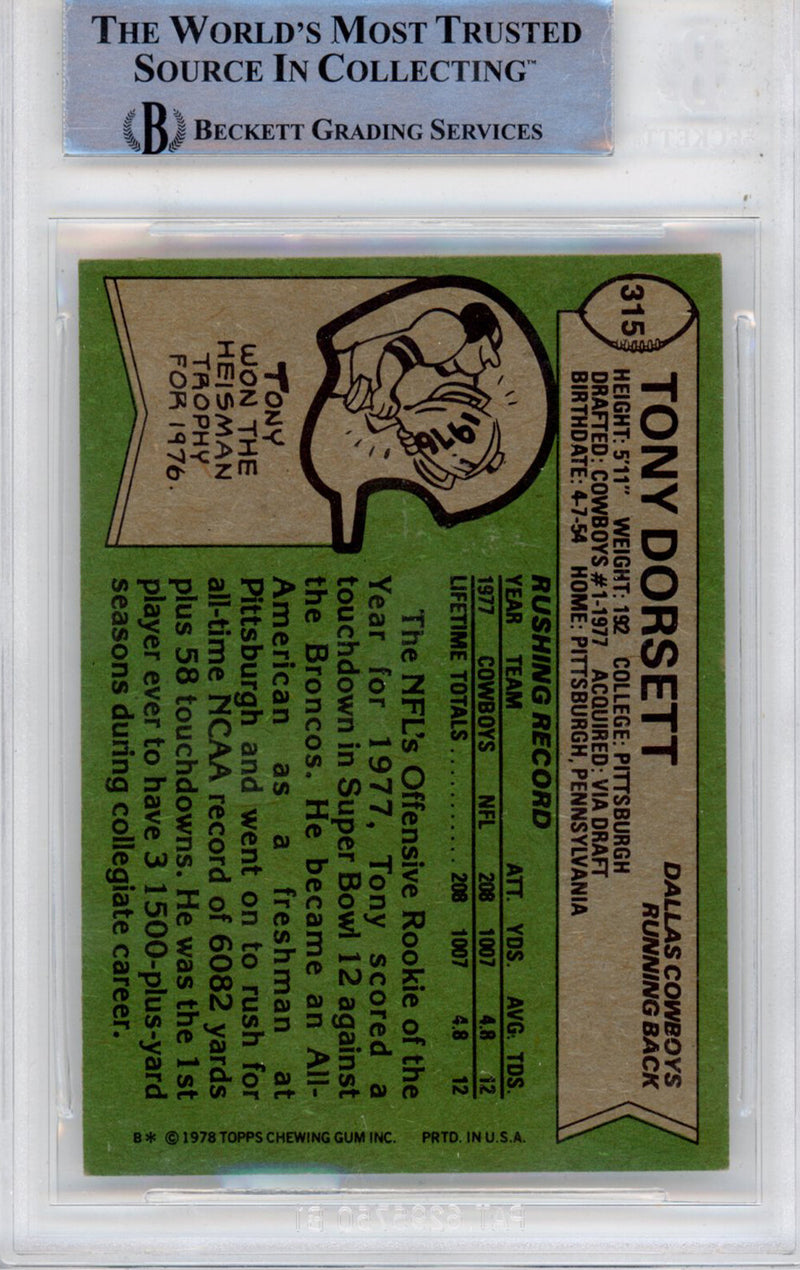 THE WORLD'S MOST TRUSTED
SOURCE IN COLLECTING™
B BECKETT GRADING SERVICES
315
TONY DORSETT
DALLAS COWBOYS
RUNNING BACK
HEIGHT: 5'11" WEIGHT: 192 COLLEGE: PITTSBURGH
DRAFTED: COWBOYS #1-1977 ACQUIRED: VIA DRAFT
BIRTHDATE: 4-7-54 HOME: PITTSBURGH, PENNSYLVANIA
RUSHING RECORD
YEAR TEAM ATT. YDS. AVG. TDS.
1977 COWBOYS NFL 208 1007 4.8 12
LIFETIME TOTALS .......... 208 1007 4.8 12
The NFL's Offensive Rookie of the
Year for 1977, Tony scored a
touchdown in Super Bowl 12 against
the Broncos. He became an All-
American as a freshman at
Pittsburgh and went on to rush for
all-time NCAA record of 6082 yards
plus 58 touchdowns. He was the 1st
player ever to have 3 1500-plus-yard
seasons during collegiate career.
1976
TONY
WON THE
HEISMAN
TROPHY
FOR 1976.
B* © 1978 TOPPS CHEWING GUM INC. PRTD. IN U.S.A.
PAT. 6295750 B1
BECKETT